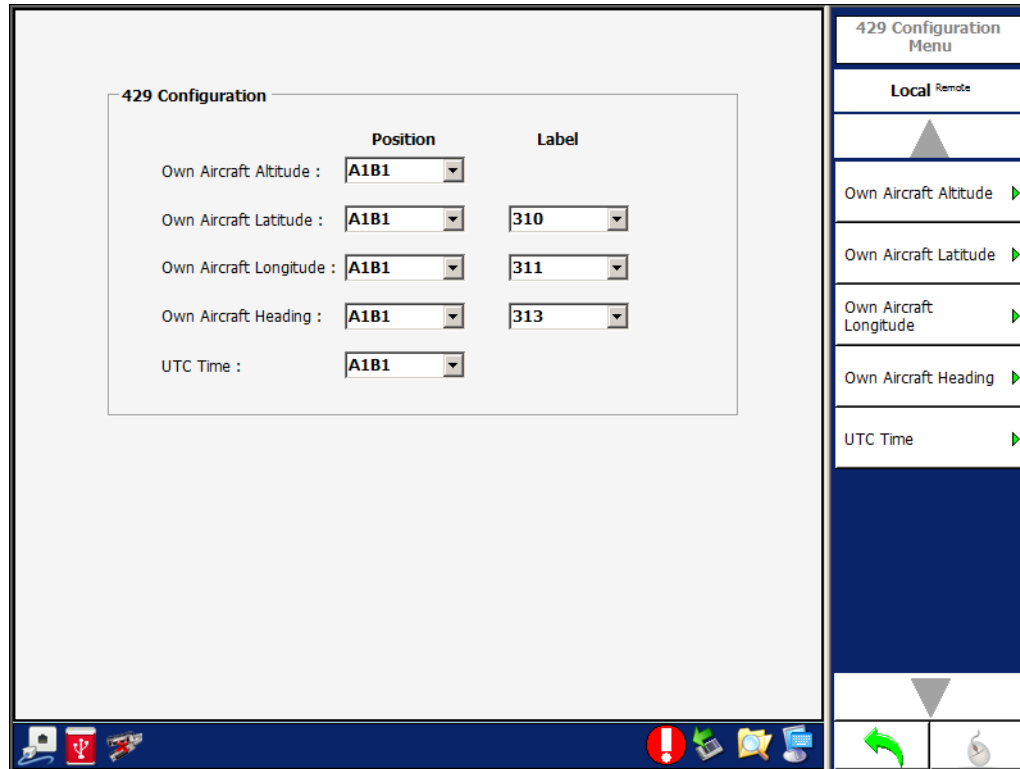 429 Configuration
Menu
Local Remote
429 Configuration
Position Label
Own Aircraft Altitude : A1B1
Own Aircraft Latitude : A1B1 310
Own Aircraft Longitude : A1B1 311
Own Aircraft Heading : A1B1 313
UTC Time : A1B1
Own Aircraft Altitude
Own Aircraft Latitude
Own Aircraft
Longitude
Own Aircraft Heading
UTC Time